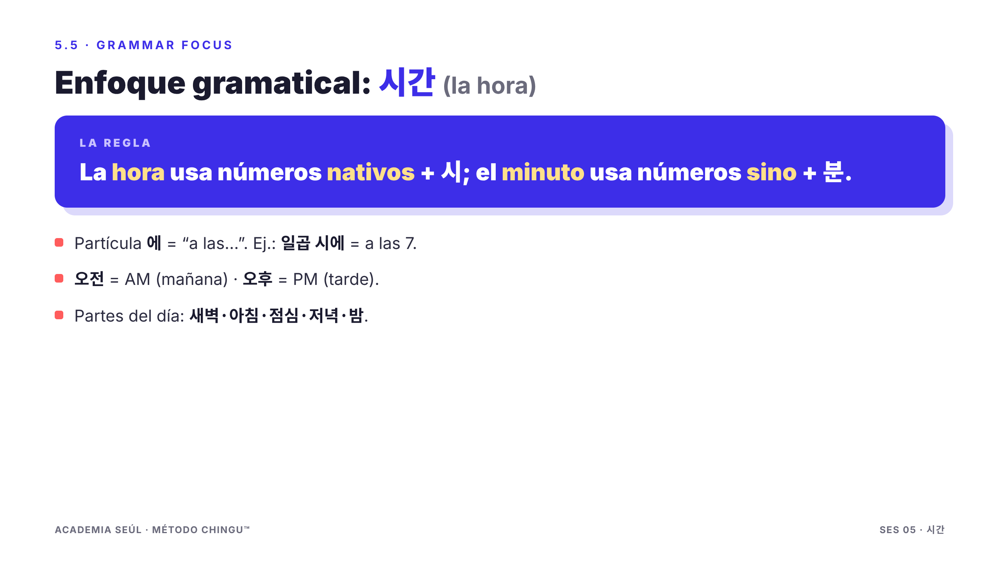 5.5 · GRAMMAR FOCUS
Enfoque gramatical: 시간 (la hora)
LA REGLA
La hora usa números nativos + 시; el minuto usa números sino + 분.
Partícula 에 = “a las…”. Ej.: 일곱 시에 = a las 7.
오전 = AM (mañana) · 오후 = PM (tarde).
Partes del día: 새벽·아침·점심·저녁·밤.
ACADEMIA SEÚL · MÉTODO CHINGU™
SES 05 · 시간